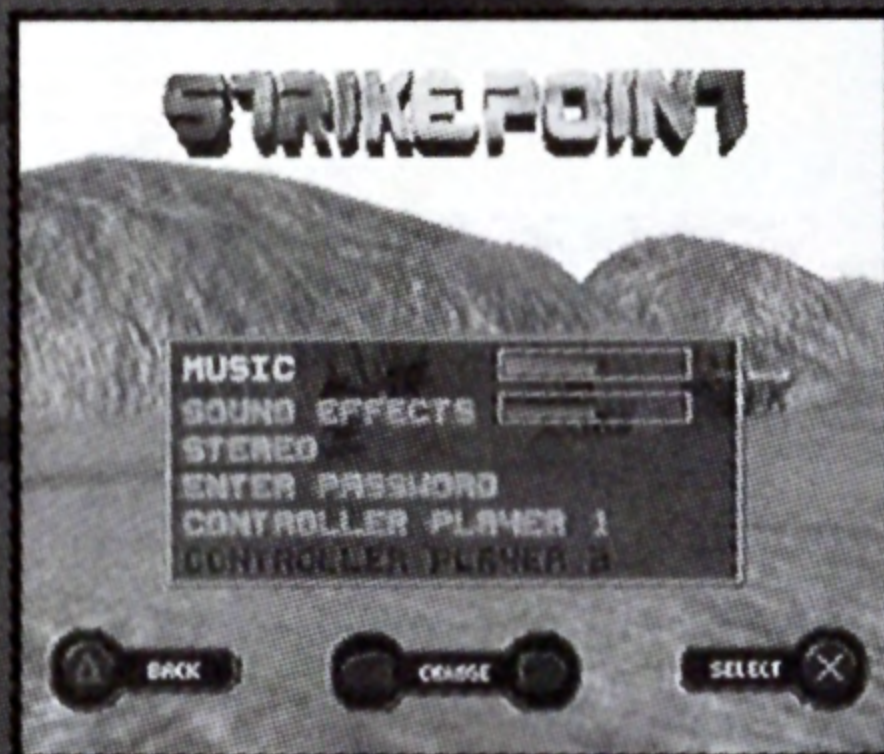 STRIKEPOINT
MUSIC
SOUND EFFECTS
STEREO
ENTER PASSWORD
CONTROLLER PLAYER 1
CONTROLLER PLAYER 2
BACK
CHANGE
SELECT